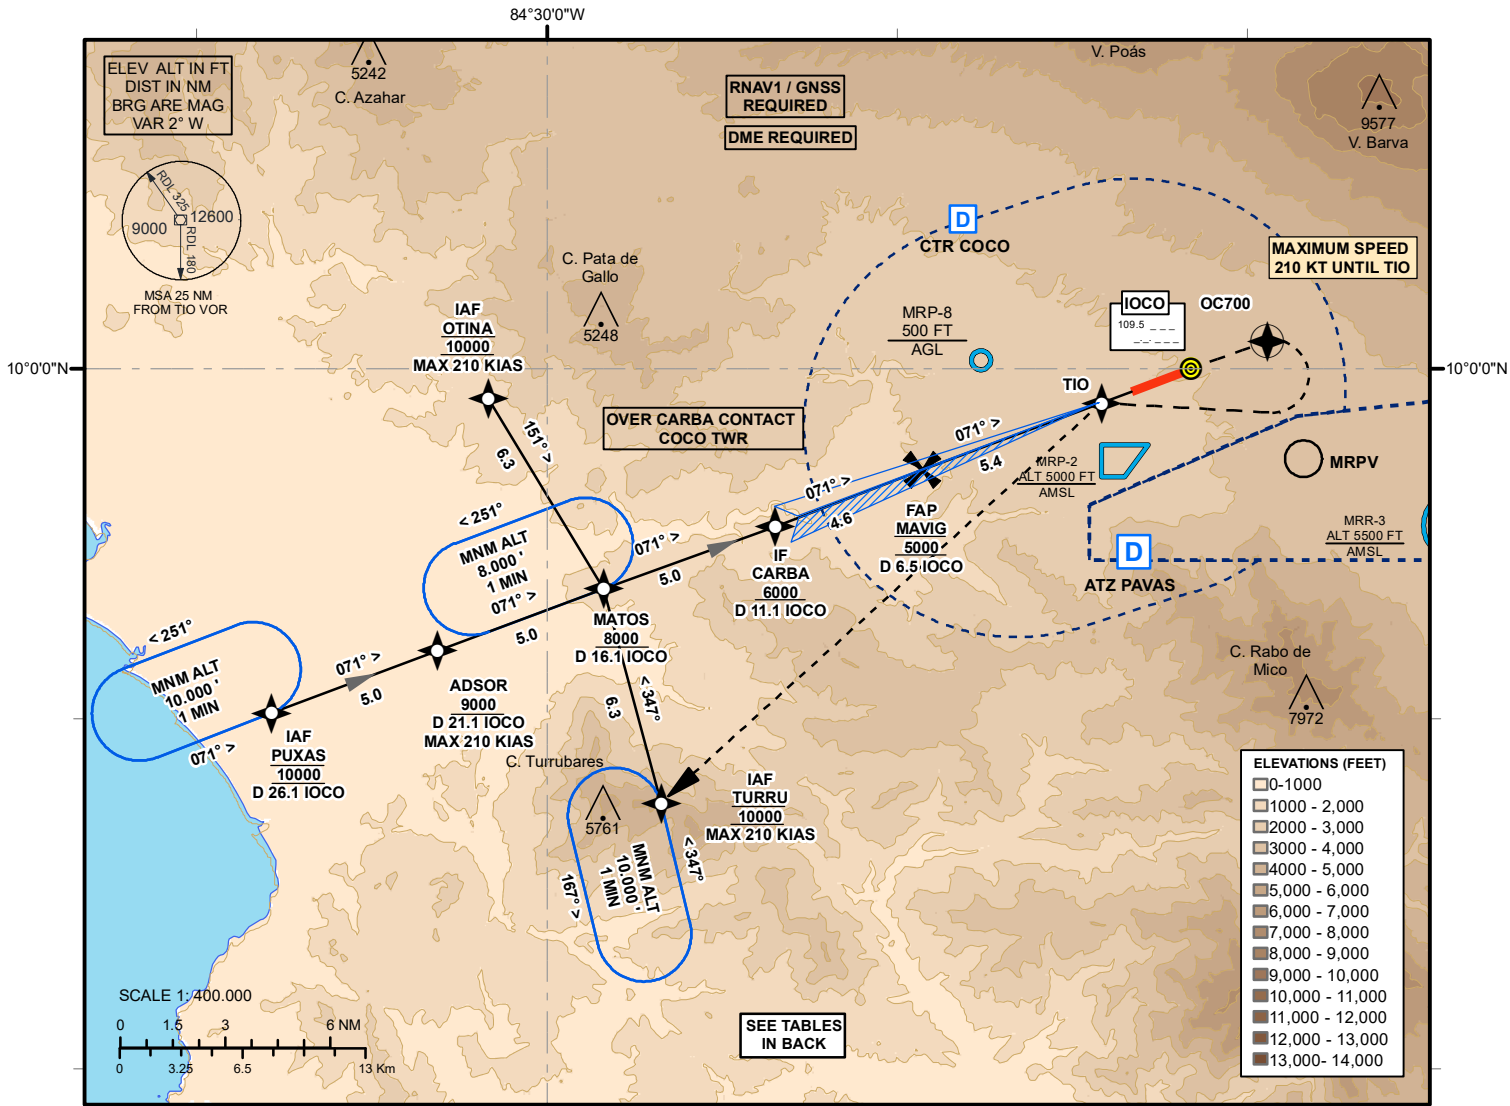 84°30'0"W
ELEV ALT IN FT
DIST IN NM
BRG ARE MAG
VAR 2° W
5242
C. Azahar
RNAV1 / GNSS
REQUIRED
DME REQUIRED
V. Poás
9577
V. Barva
RDL 325
12600
9000
RDL 180
MSA 25 NM
FROM TIO VOR
D
CTR COCO
MAXIMUM SPEED
210 KT UNTIL TIO
C. Pata de
Gallo
5248
IAF
OTINA
10000
MAX 210 KIAS
MRP-8
500 FT
AGL
IOCO
109.5
OC700
10°0'0"N
10°0'0"N
TIO
OVER CARBA CONTACT
COCO TWR
151° >
6.3
071° >
5.4
MRP-2
ALT 5000 FT
AMSL
MRPV
071° >
4.6
FAP
MAVIG
5000
D 6.5 IOCO
MRR-3
ALT 5500 FT
AMSL
D
ATZ PAVAS
< 251°
MNM ALT
8.000 '
1 MIN
071° >
071° >
5.0
IF
CARBA
6000
D 11.1 IOCO
5.0
MATOS
8000
D 16.1 IOCO
< 251°
MNM ALT
10.000 '
1 MIN
071° >
071° >
5.0
IAF
PUXAS
10000
D 26.1 IOCO
ADSOR
9000
D 21.1 IOCO
MAX 210 KIAS
< 347°
6.3
C. Rabo de
Mico
7972
C. Turrubares
5761
IAF
TURRU
10000
MAX 210 KIAS
MNM ALT
10.000 '
1 MIN
< 347°
167° >
ELEVATIONS (FEET)
0-1000
1000 - 2,000
2000 - 3,000
3000 - 4,000
4000 - 5,000
5,000 - 6,000
6,000 - 7,000
7,000 - 8,000
8,000 - 9,000
9,000 - 10,000
10,000 - 11,000
11,000 - 12,000
12,000 - 13,000
13,000- 14,000
SCALE 1: 400.000
0 1.5 3 6 NM
0 3.25 6.5 13 Km
SEE TABLES
IN BACK